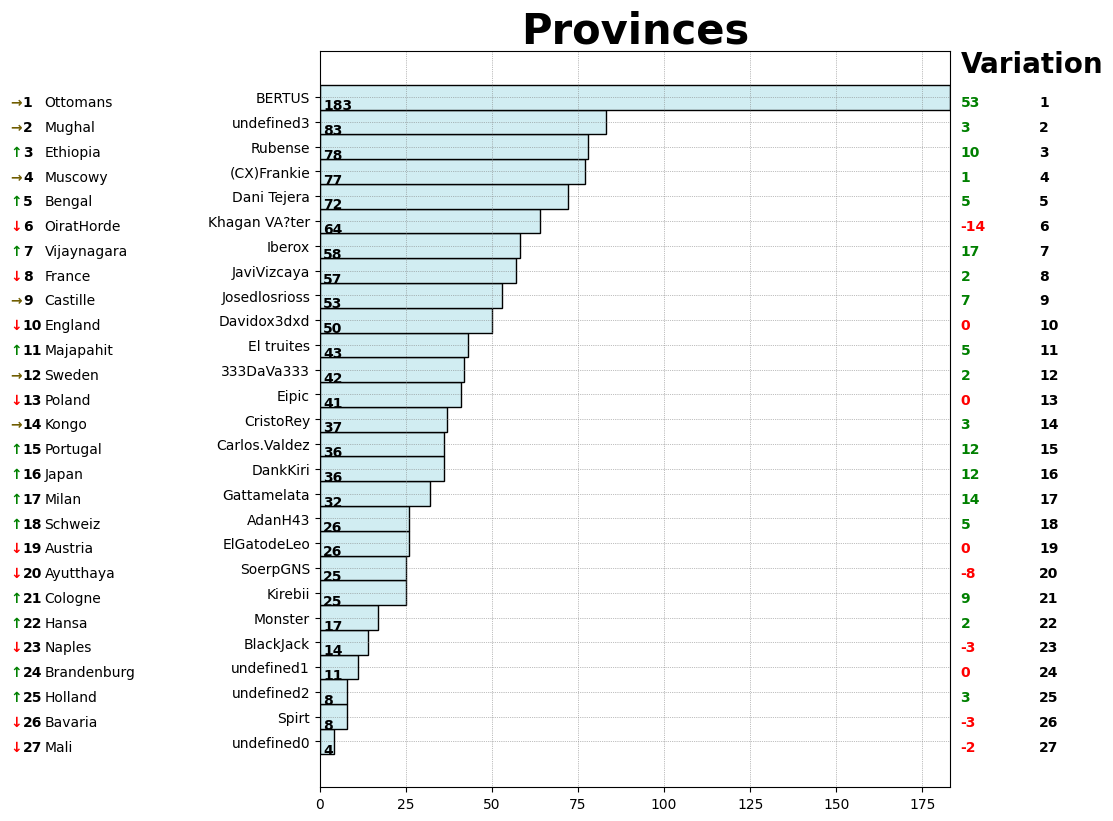 Provinces
Variation
→1 Ottomans BERTUS 183 53 1
→2 Mughal undefined3 83 3 2
↑3 Ethiopia Rubense 78 10 3
→4 Muscowy (CX)Frankie 77 1 4
↑5 Bengal Dani Tejera 72 5 5
↓6 OiratHorde Khagan VA?ter 64 -14 6
↑7 Vijaynagara Iberox 58 17 7
↓8 France JaviVizcaya 57 2 8
→9 Castille Josedlosrioss 53 7 9
↓10 England Davidox3dxd 50 0 10
↑11 Majapahit El truites 43 5 11
→12 Sweden 333DaVa333 42 2 12
↓13 Poland Eipic 41 0 13
→14 Kongo CristoRey 37 3 14
↑15 Portugal Carlos.Valdez 36 12 15
↑16 Japan DankKiri 36 12 16
↑17 Milan Gattamelata 32 14 17
↑18 Schweiz AdanH43 26 5 18
↓19 Austria ElGatodeLeo 26 0 19
↓20 Ayutthaya SoerpGNS 25 -8 20
↑21 Cologne Kirebii 25 9 21
↑22 Hansa Monster 17 2 22
↓23 Naples BlackJack 14 -3 23
↑24 Brandenburg undefined1 11 0 24
↑25 Holland undefined2 8 3 25
↓26 Bavaria Spirt 8 -3 26
↓27 Mali undefined0 4 -2 27
0 25 50 75 100 125 150 175